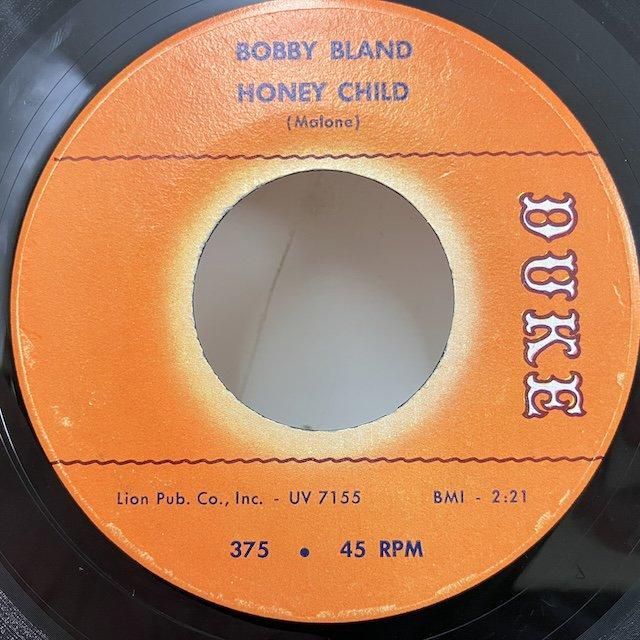 BOBBY BLAND
HONEY CHILD
(Malone)
DUKE
Lion Pub. Co., Inc. - UV 7155 BMI - 2:21
375 • 45 RPM